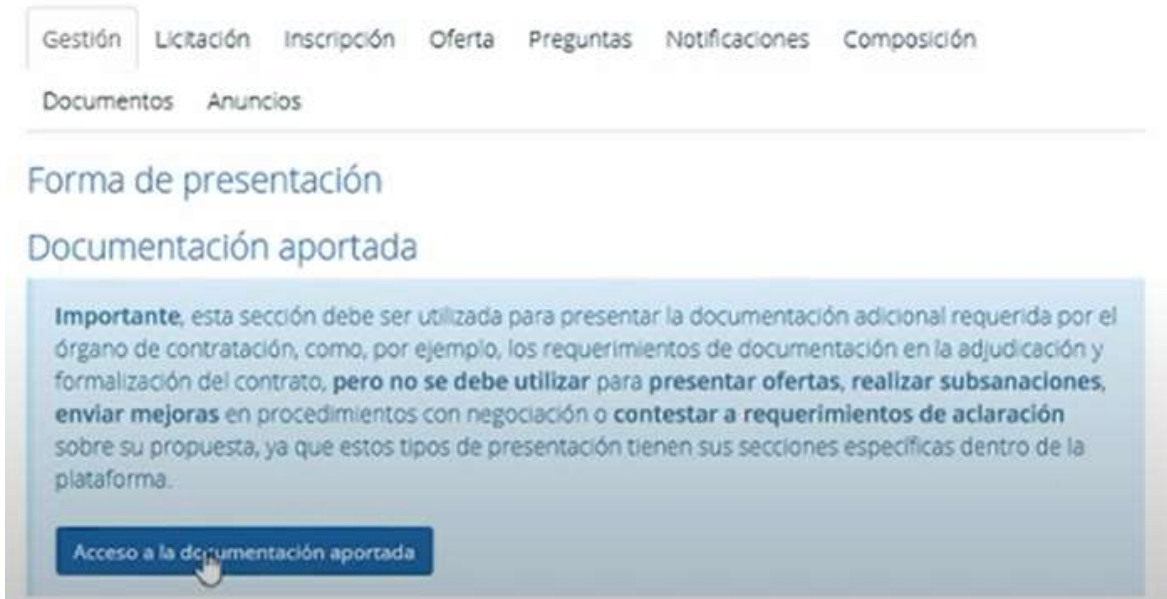 Gestión Licitación Inscripción Oferta Preguntas Notificaciones Composición
Documentos Anuncios
Forma de presentación
Documentación aportada
Importante, esta sección debe ser utilizada para presentar la documentación adicional requerida por el
órgano de contratación, como, por ejemplo, los requerimientos de documentación en la adjudicación y
formalización del contrato, pero no se debe utilizar para presentar ofertas, realizar subsanaciones,
enviar mejoras en procedimientos con negociación o contestar a requerimientos de aclaración
sobre su propuesta, ya que estos tipos de presentación tienen sus secciones específicas dentro de la
plataforma.
Acceso a la documentación aportada